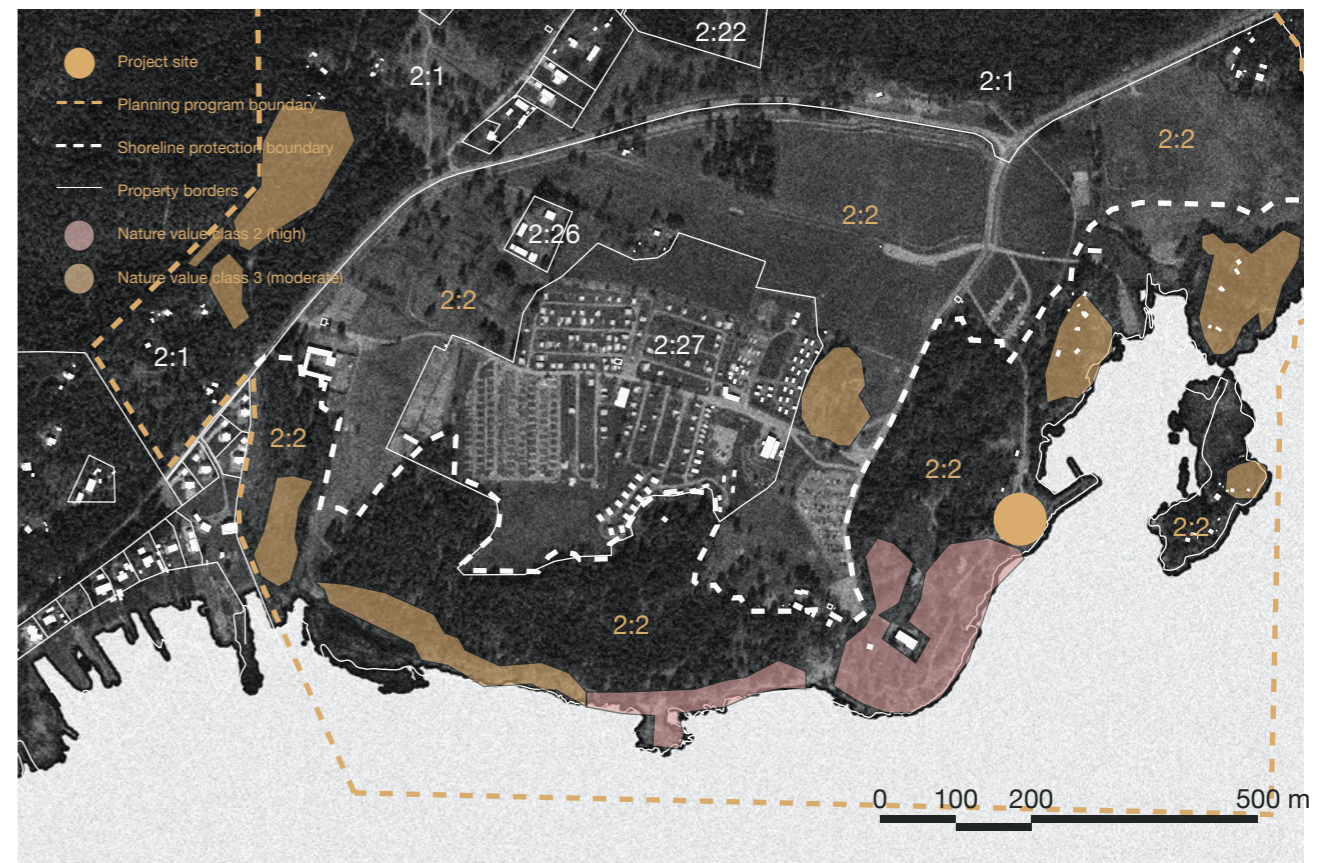 2:22
Project site
2:1
2:1
Planning program boundary
2:2
Shoreline protection boundary
Property borders
2:2
Nature value class 2 (high)
2:26
Nature value class 3 (moderate)
2:2
2:1
2:27
2:2
2:2
2:2
2:2
0 100 200 500 m